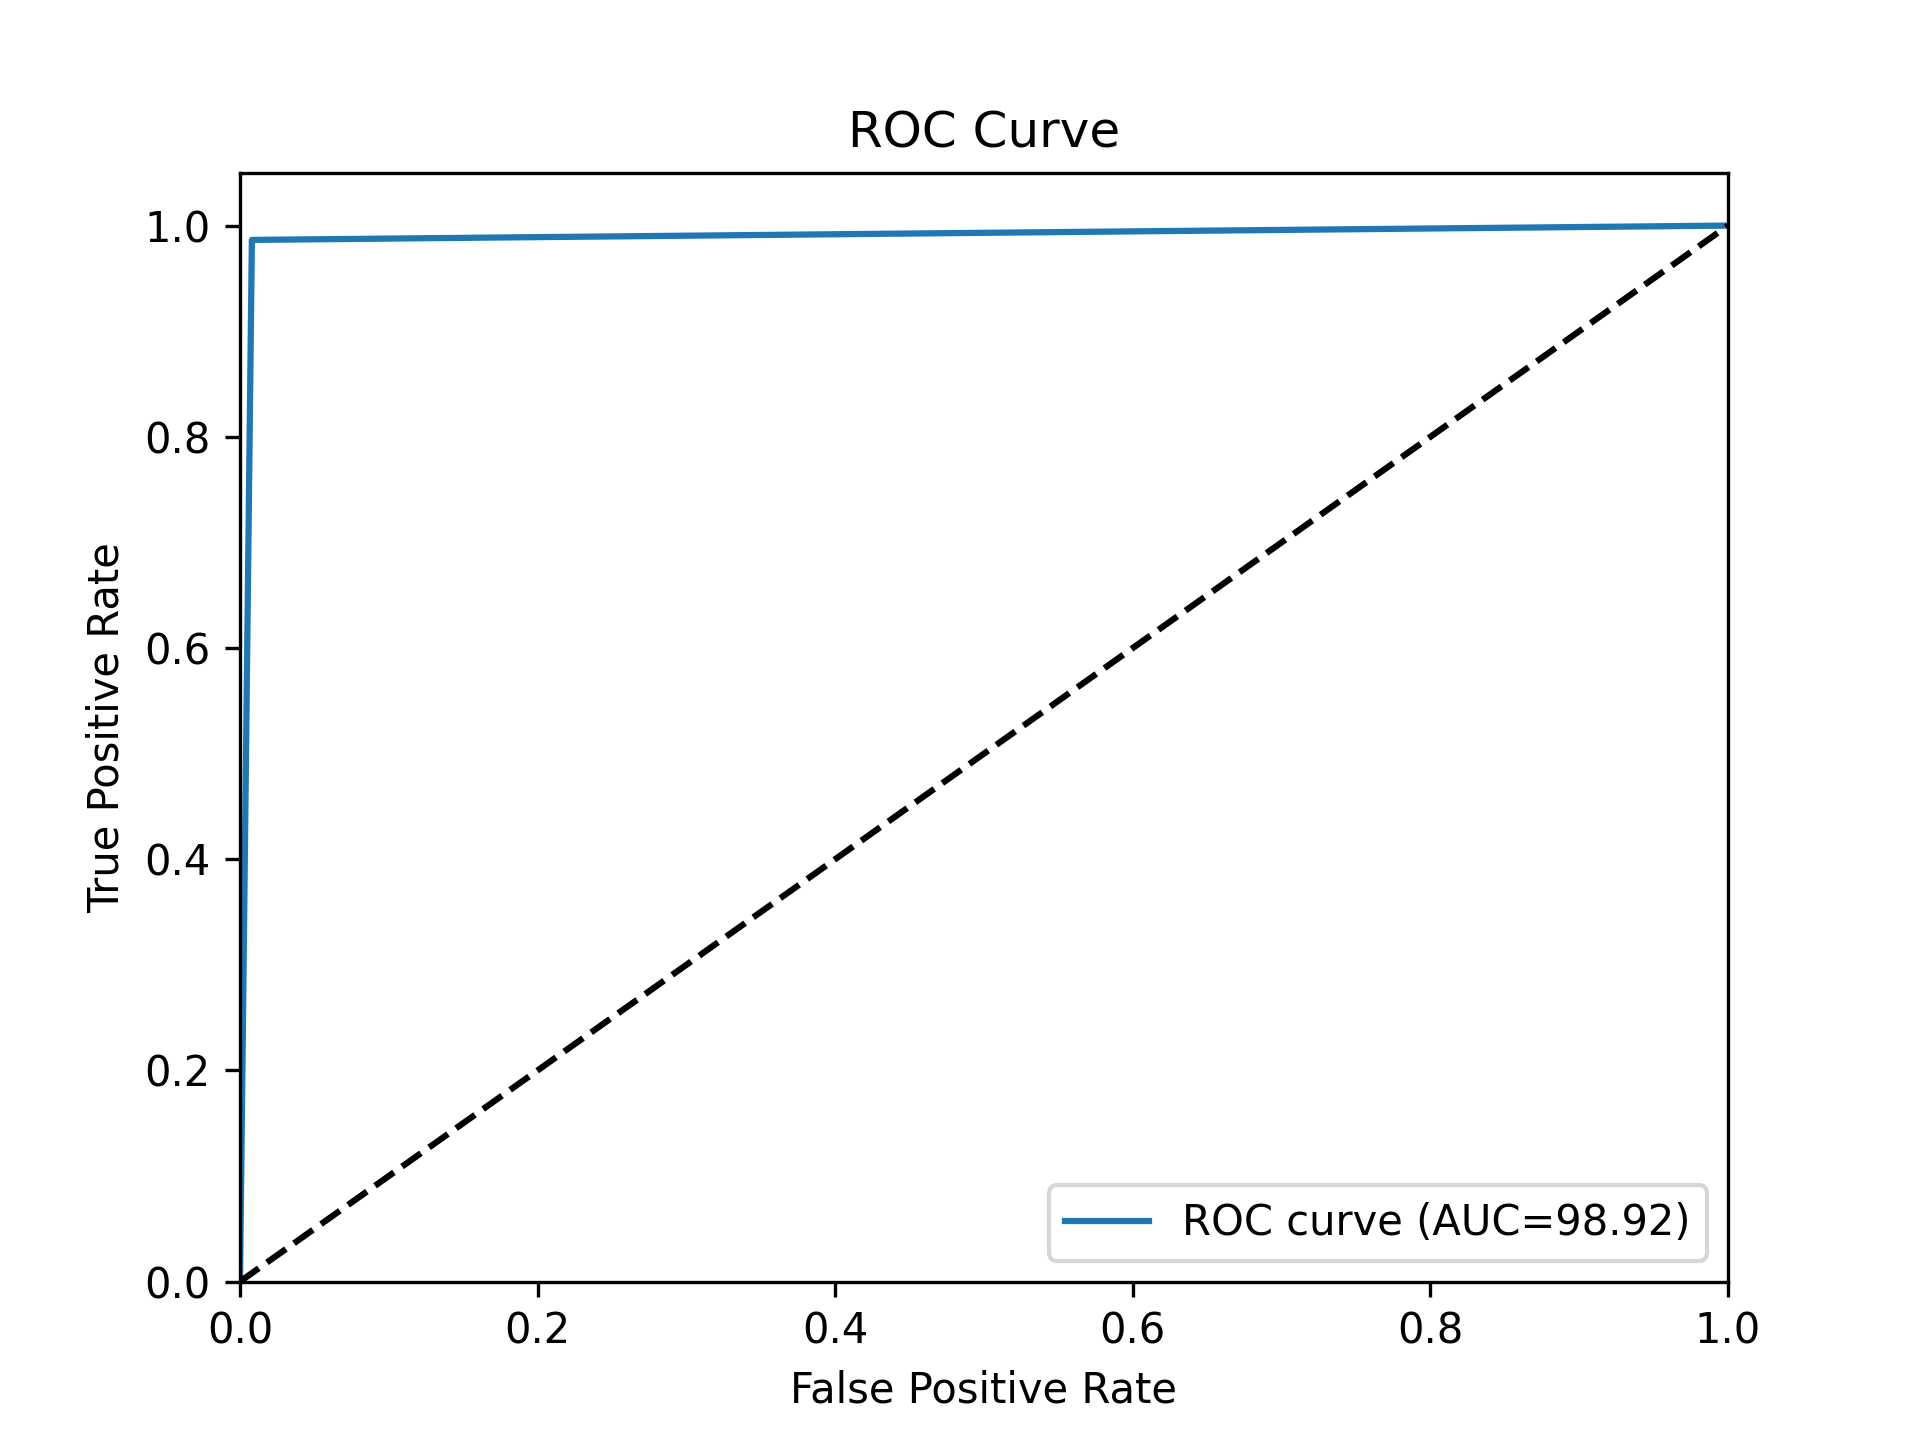 ROC Curve
1.0
0.8
0.6
0.4
0.2
0.0
True Positive Rate
ROC curve (AUC=98.92)
0.0 0.2 0.4 0.6 0.8 1.0
False Positive Rate